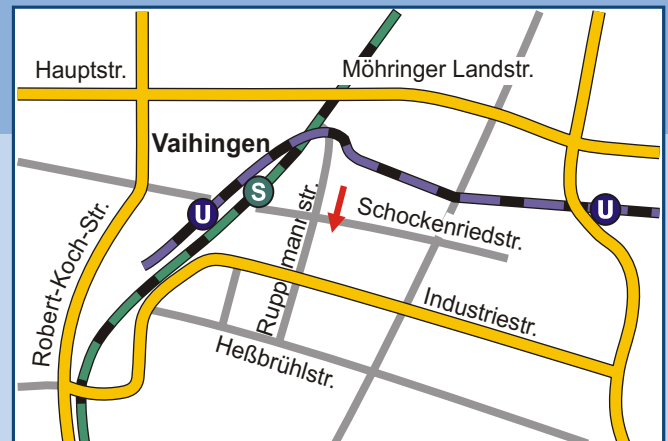 Hauptstr.
Möhringer Landstr.
Vaihingen
S
U
U
Schockenriedstr.
Ruppmannstr.
Robert-Koch-Str.
Industriestr.
Heßbrühlstr.